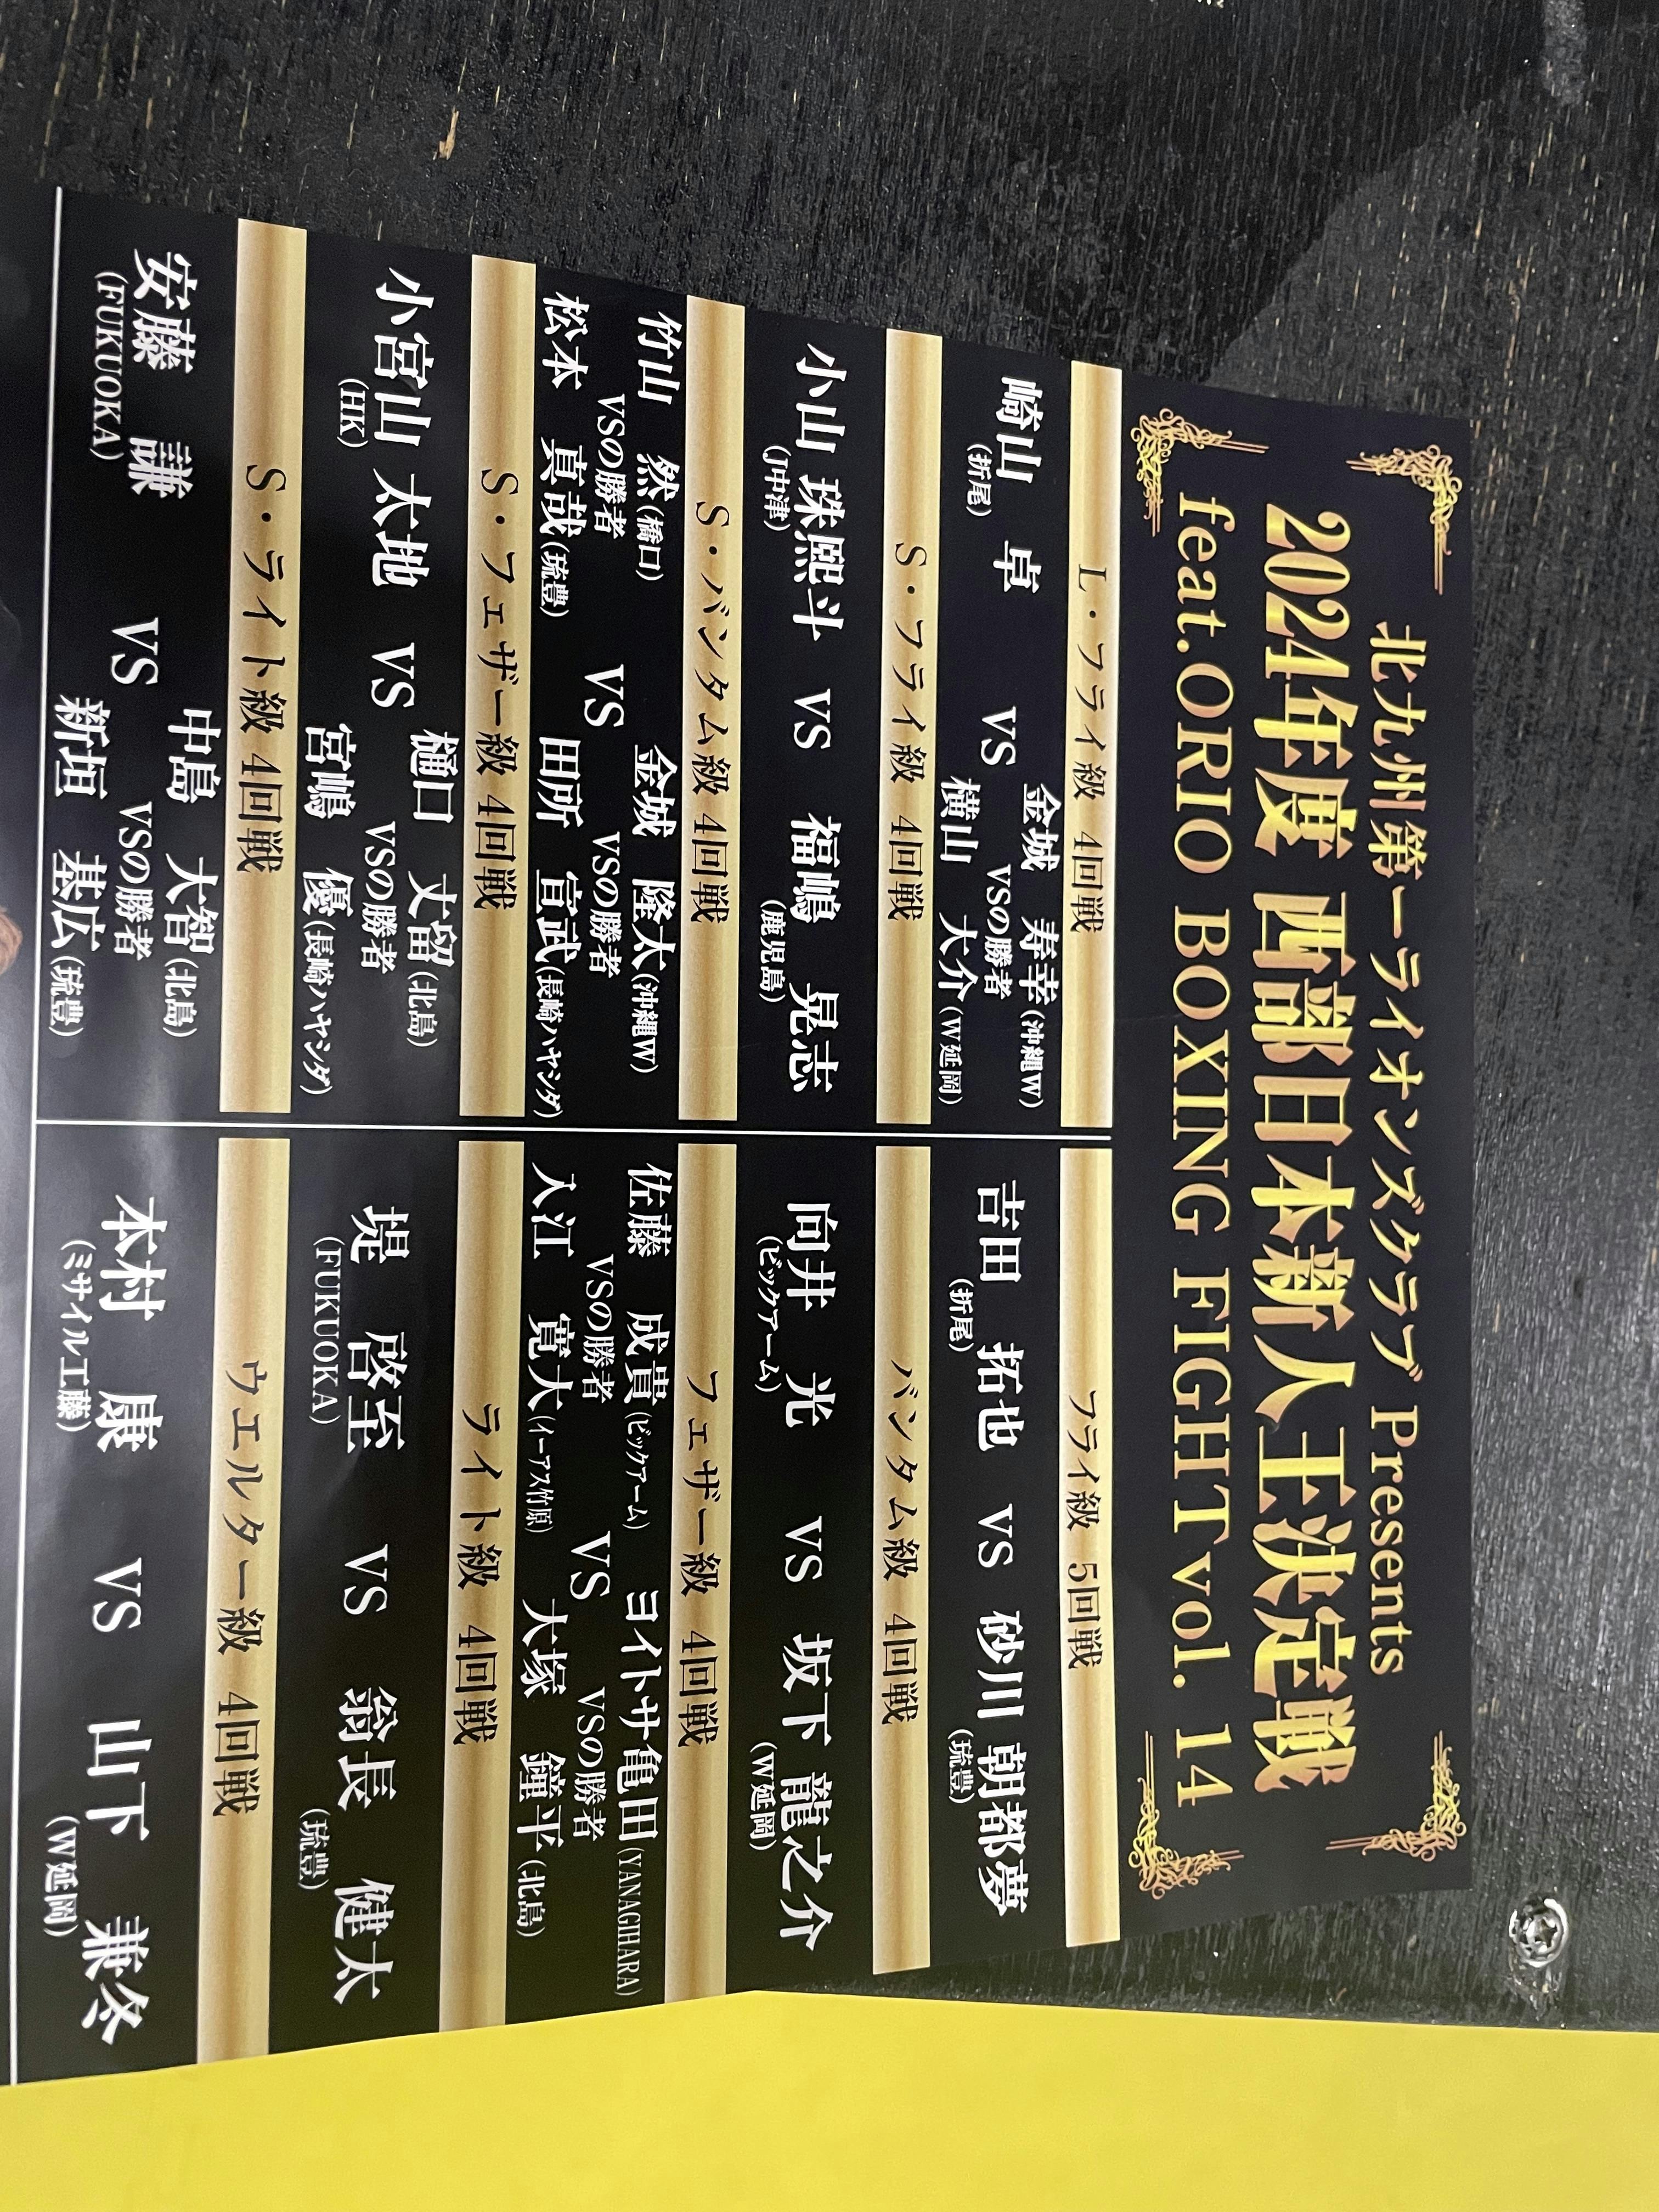 北九州第一ライオンズクラブ Presents
2024年度 西部日本新人王決定戦
feat.ORIO BOXING FIGHT vol. 14
L・フライ級 4回戦
崎山 卓
(折尾)
VS
金城 寿幸(沖縄W)
VSの勝者
横山 大介(W延岡)
フライ級 5回戦
吉田 拓也
(折尾)
VS
砂川 朝都夢
(琉豊)
S・フライ級 4回戦
小山 珠熙斗
(J中津)
VS
福嶋 晃志
(鹿児島)
バンタム級 4回戦
向井 光
(ビックアーム)
VS
坂下 龍之介
(W延岡)
S・バンタム級 4回戦
竹山 然(橋口)
VSの勝者
松本 真哉(琉豊)
VS
金城 隆太(沖縄W)
VSの勝者
田所 宣武(長崎ハヤシダ)
フェザー級 4回戦
佐藤 成貴(ビックアーム)
VSの勝者
入江 寛大(イーアス竹原)
VS
ヨイトサ亀田(YANAGIHARA)
VSの勝者
大塚 鐘平(北島)
S・フェザー級 4回戦
小宮山 太地
(HK)
VS
樋口 丈留(北島)
VSの勝者
宮嶋 優(長崎ハヤシダ)
ライト級 4回戦
堤 啓至
(FUKUOKA)
VS
翁長 健太
(琉豊)
S・ライト級 4回戦
安藤 謙
(FUKUOKA)
VS
中島 大智(北島)
VSの勝者
新垣 基広(琉豊)
ウエルター級 4回戦
本村 康
(ミサイル工藤)
VS
山下 兼冬
(W延岡)